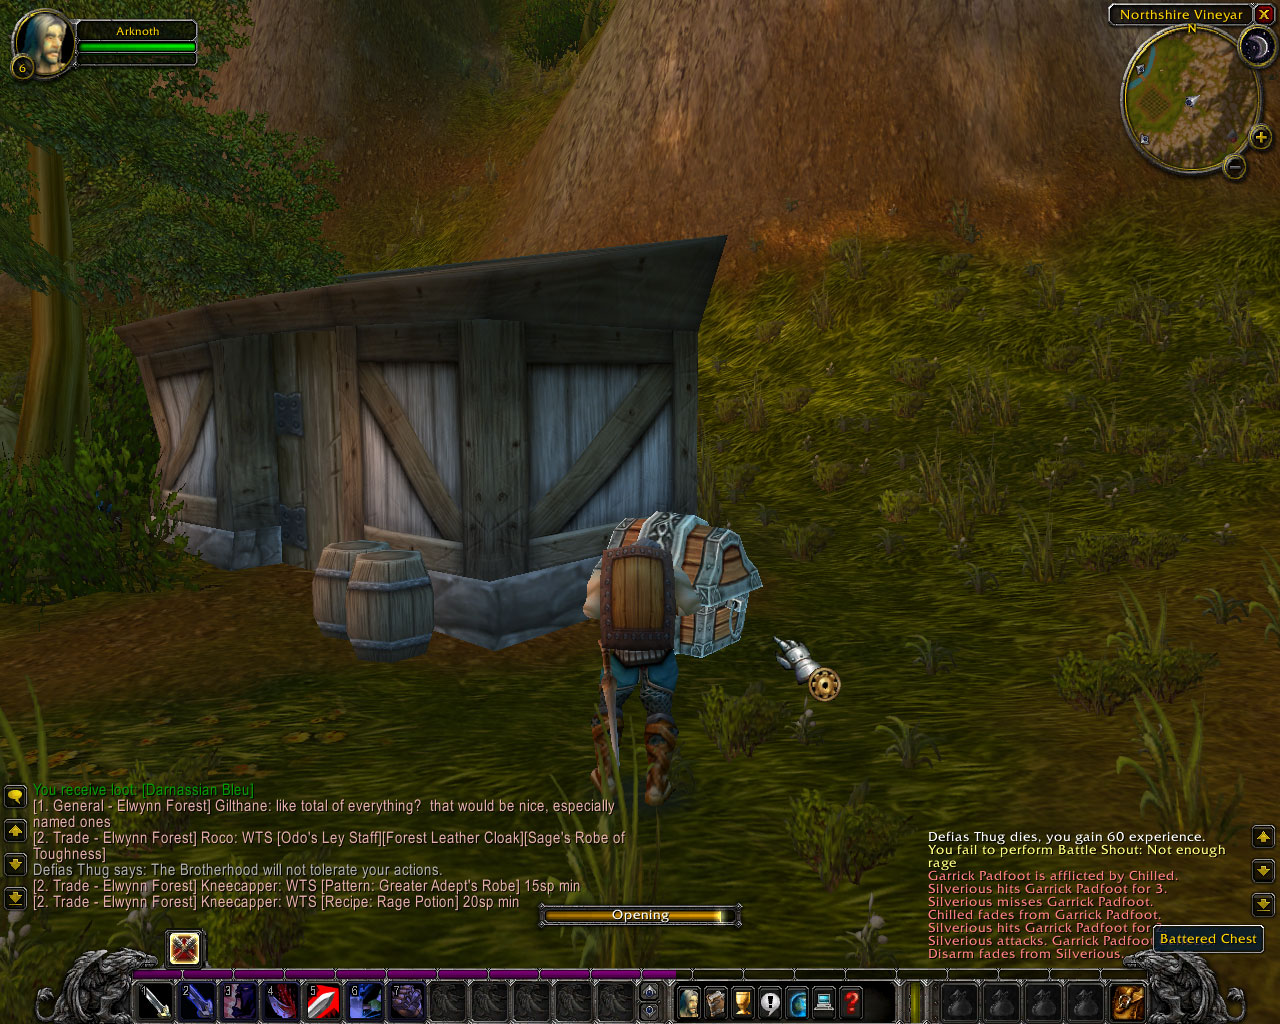 Arknoth
6
Northshire Vineyar
N
You receive loot: [Darnassian Bleu]
[1. General - Elwynn Forest] Gilthane: like total of everything?  that would be nice, especially
named ones
[2. Trade - Elwynn Forest] Roco: WTS [Odo's Ley Staff][Forest Leather Cloak][Sage's Robe of
Toughness]
Defias Thug says: The Brotherhood will not tolerate your actions.
[2. Trade - Elwynn Forest] Kneecapper: WTS [Pattern: Greater Adept's Robe] 15sp min
[2. Trade - Elwynn Forest] Kneecapper: WTS [Recipe: Rage Potion] 20sp min
Opening
Defias Thug dies, you gain 60 experience.
You fail to perform Battle Shout: Not enough
rage
Garrick Padfoot is afflicted by Chilled.
Silverious hits Garrick Padfoot for 3.
Silverious misses Garrick Padfoot.
Chilled fades from Garrick Padfoot.
Silverious hits Garrick Padfoot for
Silverious attacks. Garrick Padfoo
Disarm fades from Silverious.
Battered Chest
1 2 3 4 5 6 7